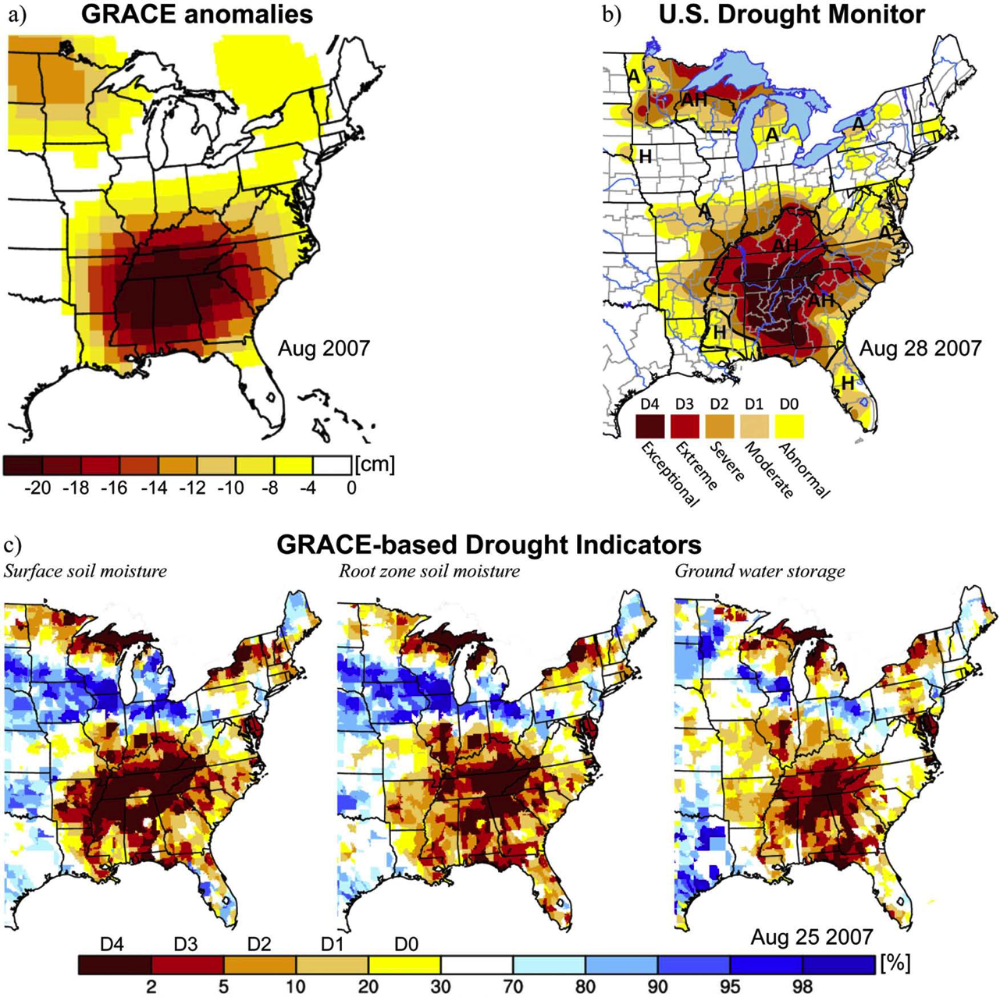 a)
GRACE anomalies
b)
U.S. Drought Monitor
A
AH
A
A
H
A
A
AH
AH
H
H
Aug 2007
Aug 28 2007
D4 D3 D2 D1 D0
Exceptional
Extreme
Severe
Moderate
Abnormal
[cm]
-20 -18 -16 -14 -12 -10 -8 -4 0
c)
GRACE-based Drought Indicators
Surface soil moisture
Root zone soil moisture
Ground water storage
Aug 25 2007
D4 D3 D2 D1 D0
[%]
2 5 10 20 30 70 80 90 95 98